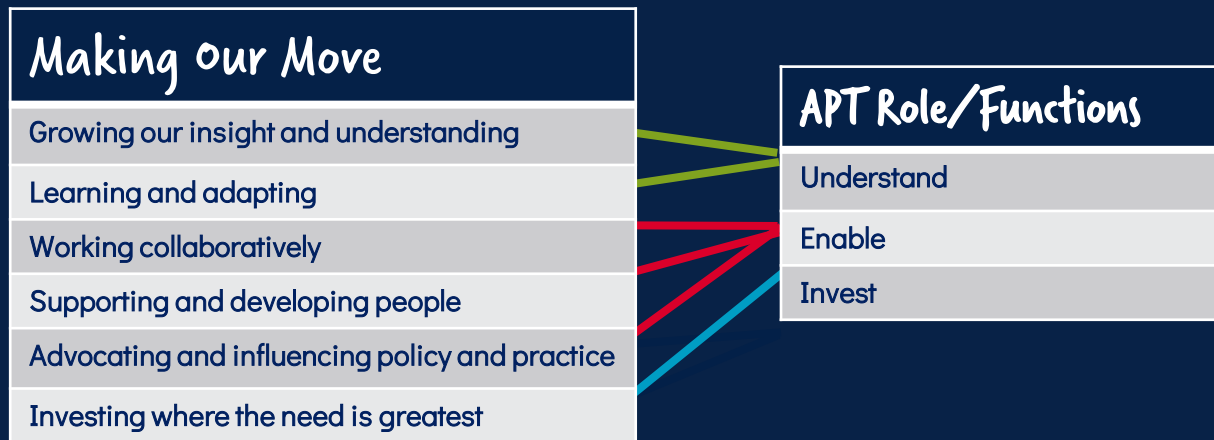 Making Our Move
Growing our insight and understanding
Learning and adapting
Working collaboratively
Supporting and developing people
Advocating and influencing policy and practice
Investing where the need is greatest
APT Role/Functions
Understand
Enable
Invest